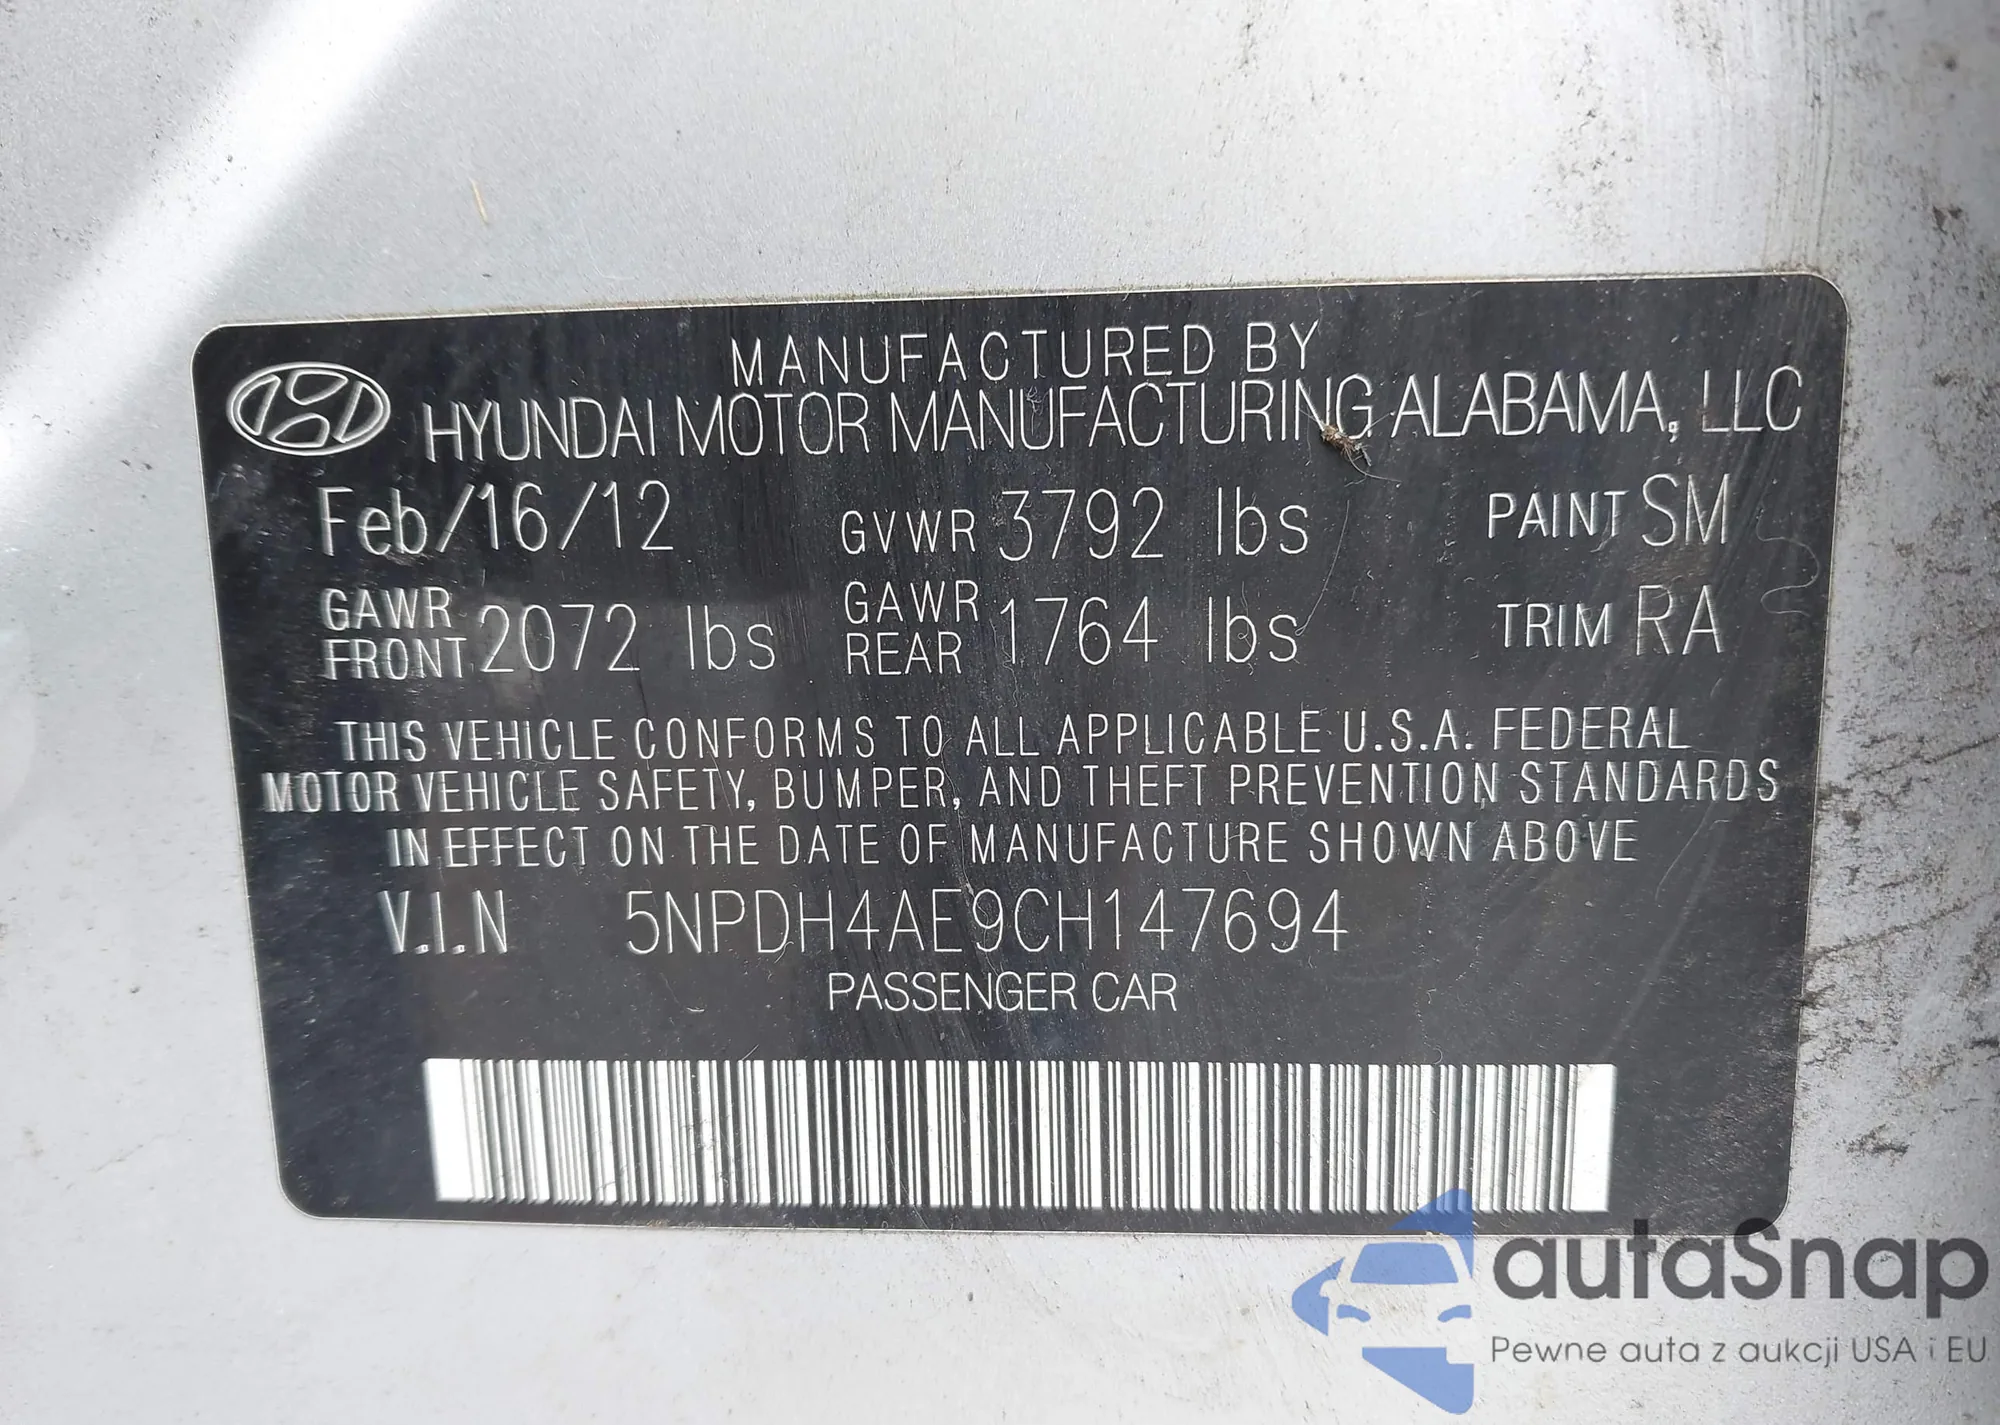 MANUFACTURED BY
HYUNDAI MOTOR MANUFACTURING ALABAMA, LLC
Feb/16/12 GVWR 3792 lbs PAINT SM
GAWR FRONT 2072 lbs GAWR REAR 1764 lbs TRIM RA
THIS VEHICLE CONFORMS TO ALL APPLICABLE U.S.A. FEDERAL
MOTOR VEHICLE SAFETY, BUMPER, AND THEFT PREVENTION STANDARDS
IN EFFECT ON THE DATE OF MANUFACTURE SHOWN ABOVE
V.I.N 5NPDH4AE9CH147694
PASSENGER CAR
autaSnap
Pewne auta z aukcji USA i EU